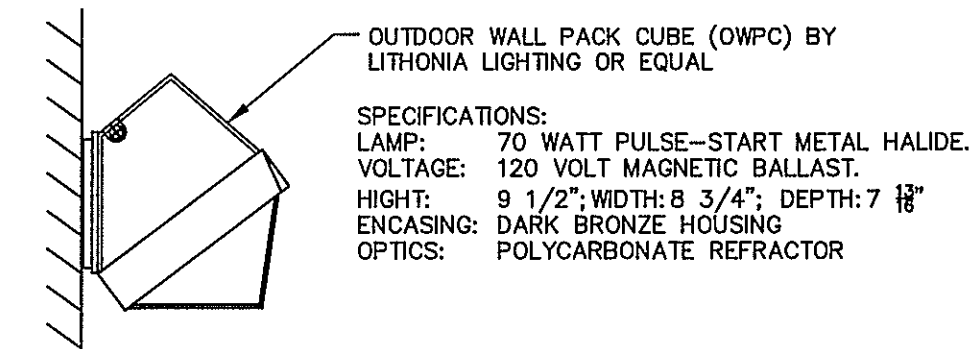 OUTDOOR WALL PACK CUBE (OWPC) BY
LITHONIA LIGHTING OR EQUAL
SPECIFICATIONS:
LAMP: 70 WATT PULSE-START METAL HALIDE.
VOLTAGE: 120 VOLT MAGNETIC BALLAST.
HIGHT: 9 1/2"; WIDTH: 8 3/4"; DEPTH: 7 13/16"
ENCASING: DARK BRONZE HOUSING
OPTICS: POLYCARBONATE REFRACTOR